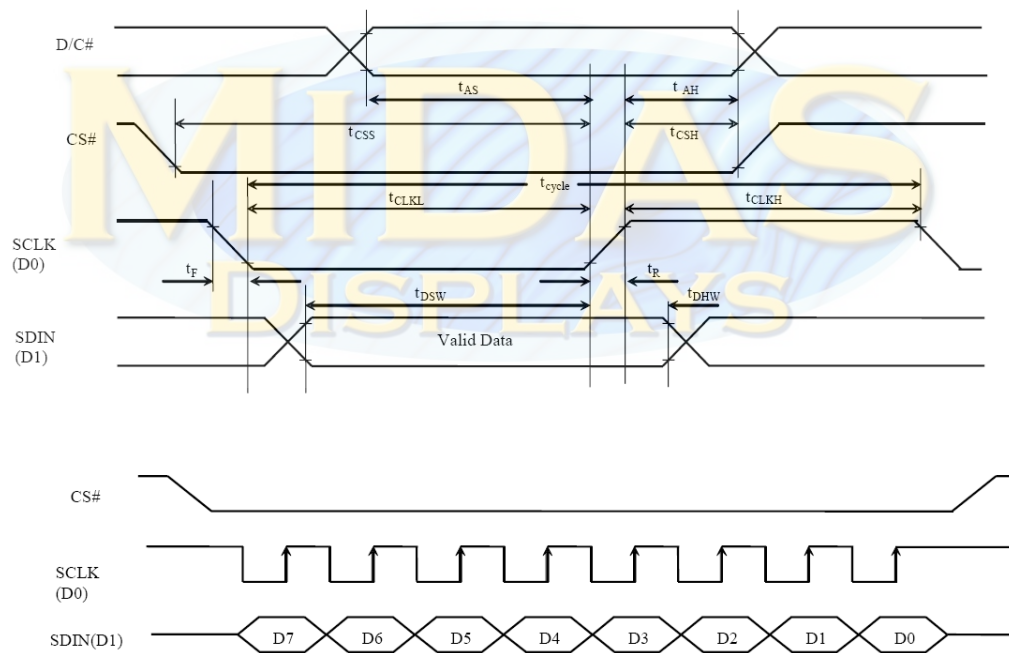 D/C#
tAS
tAH
CS#
tCSS
tCSH
tcycle
tCLKL
tCLKH
SCLK
(D0)
tF
tR
tDSW
tDHW
SDIN
(D1)
Valid Data
MIDAS
DISPLAYS
CS#
SCLK
(D0)
SDIN(D1)
D7 D6 D5 D4 D3 D2 D1 D0